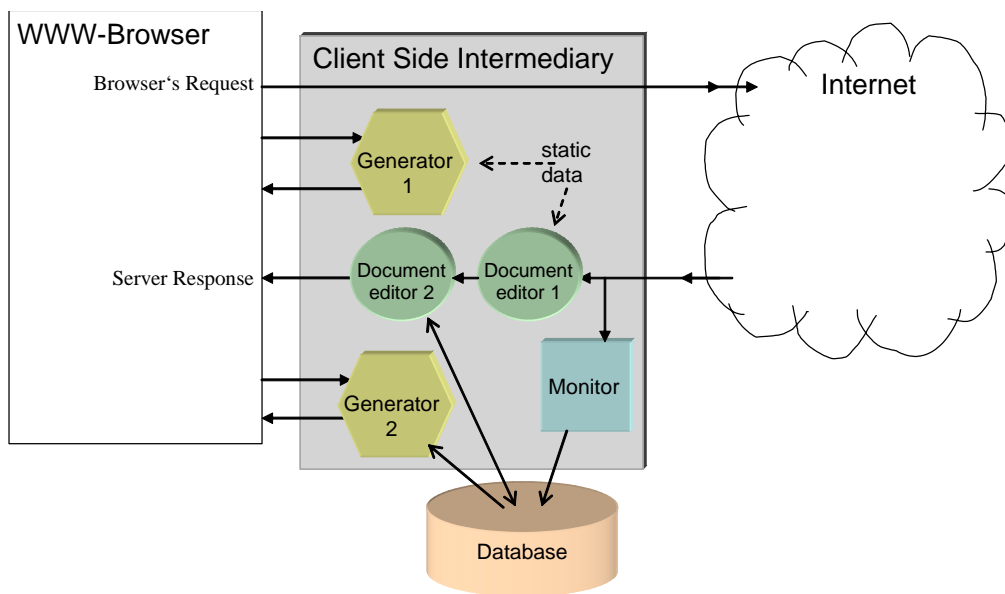 WWW-Browser
Client Side Intermediary
Browser‘s Request
Internet
Generator
1
static
data
Server Response
Document
editor 2
Document
editor 1
Generator
2
Monitor
Database